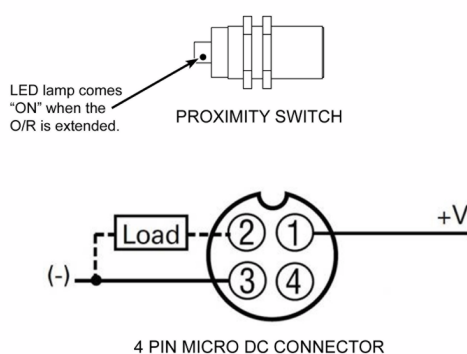 LED lamp comes
“ON” when the
O/R is extended.
PROXIMITY SWITCH
Load
2
1
+V
(-)
3
4
4 PIN MICRO DC CONNECTOR